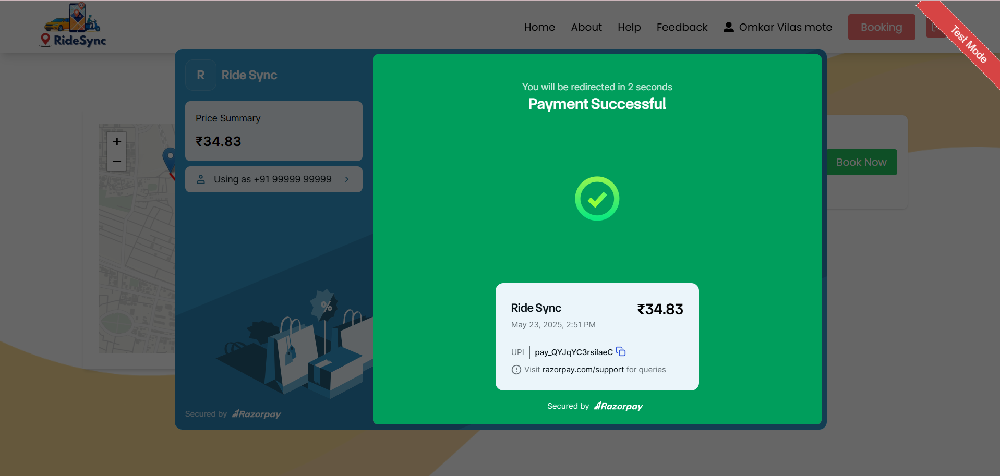 RideSync
Home
About
Help
Feedback
Omkar Vilas mote
Booking
Test Mode
R
Ride Sync
Price Summary
₹34.83
Using as +91 99999 99999
Secured by Razorpay
You will be redirected in 2 seconds
Payment Successful
Ride Sync
₹34.83
May 23, 2025, 2:51 PM
UPI
pay_QYJqYC3rsilaeC
Visit razorpay.com/support for queries
Secured by Razorpay
+
−
Book Now
%